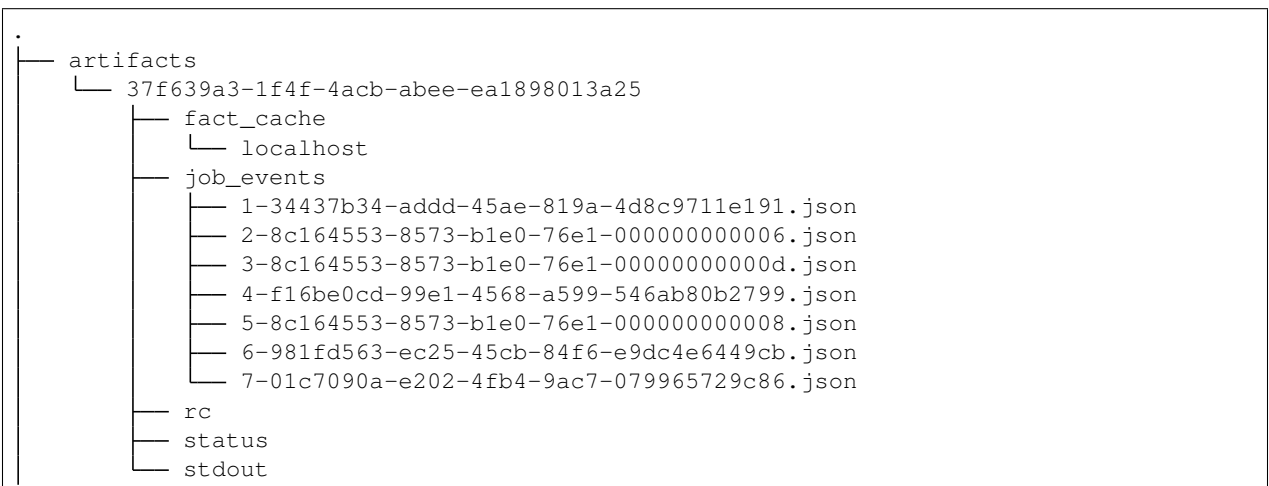 .
├── artifacts
│   └── 37f639a3-1f4f-4acb-abee-ea1898013a25
│       ├── fact_cache
│       │   └── localhost
│       ├── job_events
│       │   ├── 1-34437b34-addd-45ae-819a-4d8c9711e191.json
│       │   ├── 2-8c164553-8573-b1e0-76e1-000000000006.json
│       │   ├── 3-8c164553-8573-b1e0-76e1-00000000000d.json
│       │   ├── 4-f16be0cd-99e1-4568-a599-546ab80b2799.json
│       │   ├── 5-8c164553-8573-b1e0-76e1-000000000008.json
│       │   ├── 6-981fd563-ec25-45cb-84f6-e9dc4e6449cb.json
│       │   └── 7-01c7090a-e202-4fb4-9ac7-079965729c86.json
│       ├── rc
│       ├── status
│       └── stdout